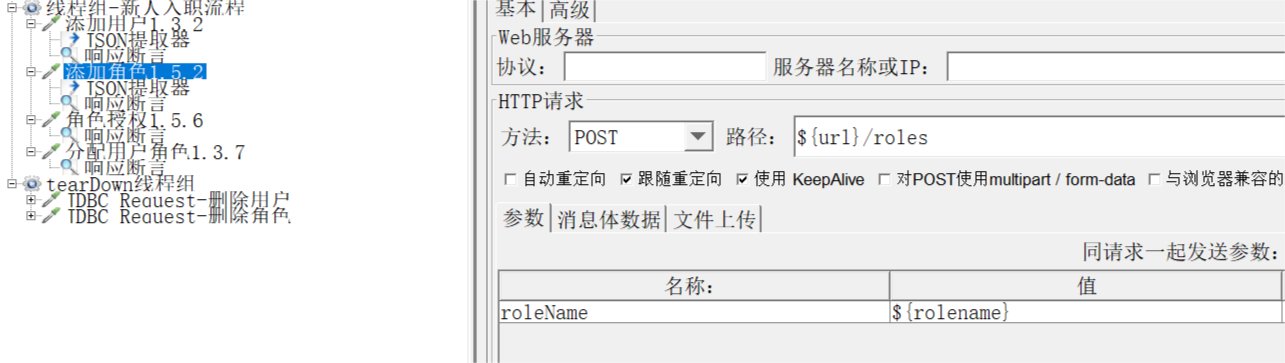 线程组-新人入职流程
添加用户1.3.2
JSON提取器
响应断言
添加角色1.5.2
JSON提取器
响应断言
角色授权1.5.6
响应断言
分配用户角色1.3.7
响应断言
tearDown线程组
JDBC Request-删除用户
JDBC Request-删除角色
基本 高级
Web服务器
协议： 服务器名称或IP：
HTTP请求
方法： POST 路径： ${url}/roles
自动重定向 跟随重定向 使用 KeepAlive 对POST使用multipart / form-data 与浏览器兼容的
参数 消息体数据 文件上传
同请求一起发送参数：
名称： 值
roleName ${rolename}